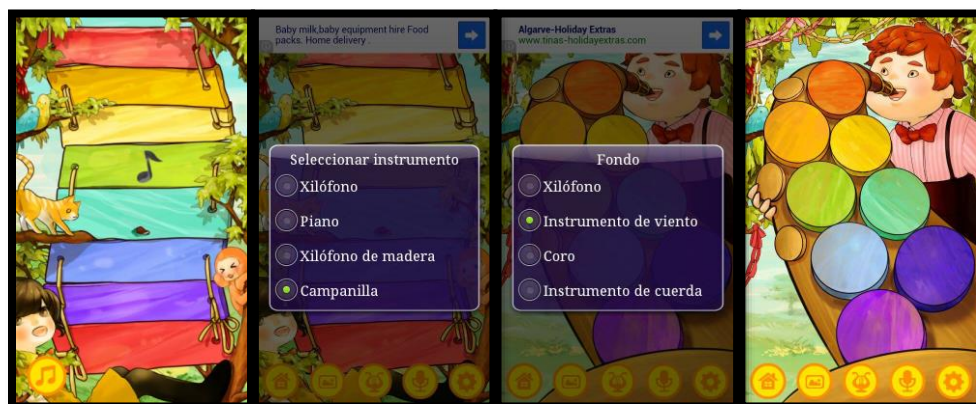 Baby milk,baby equipment hire Food
packs. Home delivery .
Seleccionar instrumento
Xilófono
Piano
Xilófono de madera
Campanilla
Algarve-Holiday Extras
www.tinas-holidayextras.com
Fondo
Xilófono
Instrumento de viento
Coro
Instrumento de cuerda